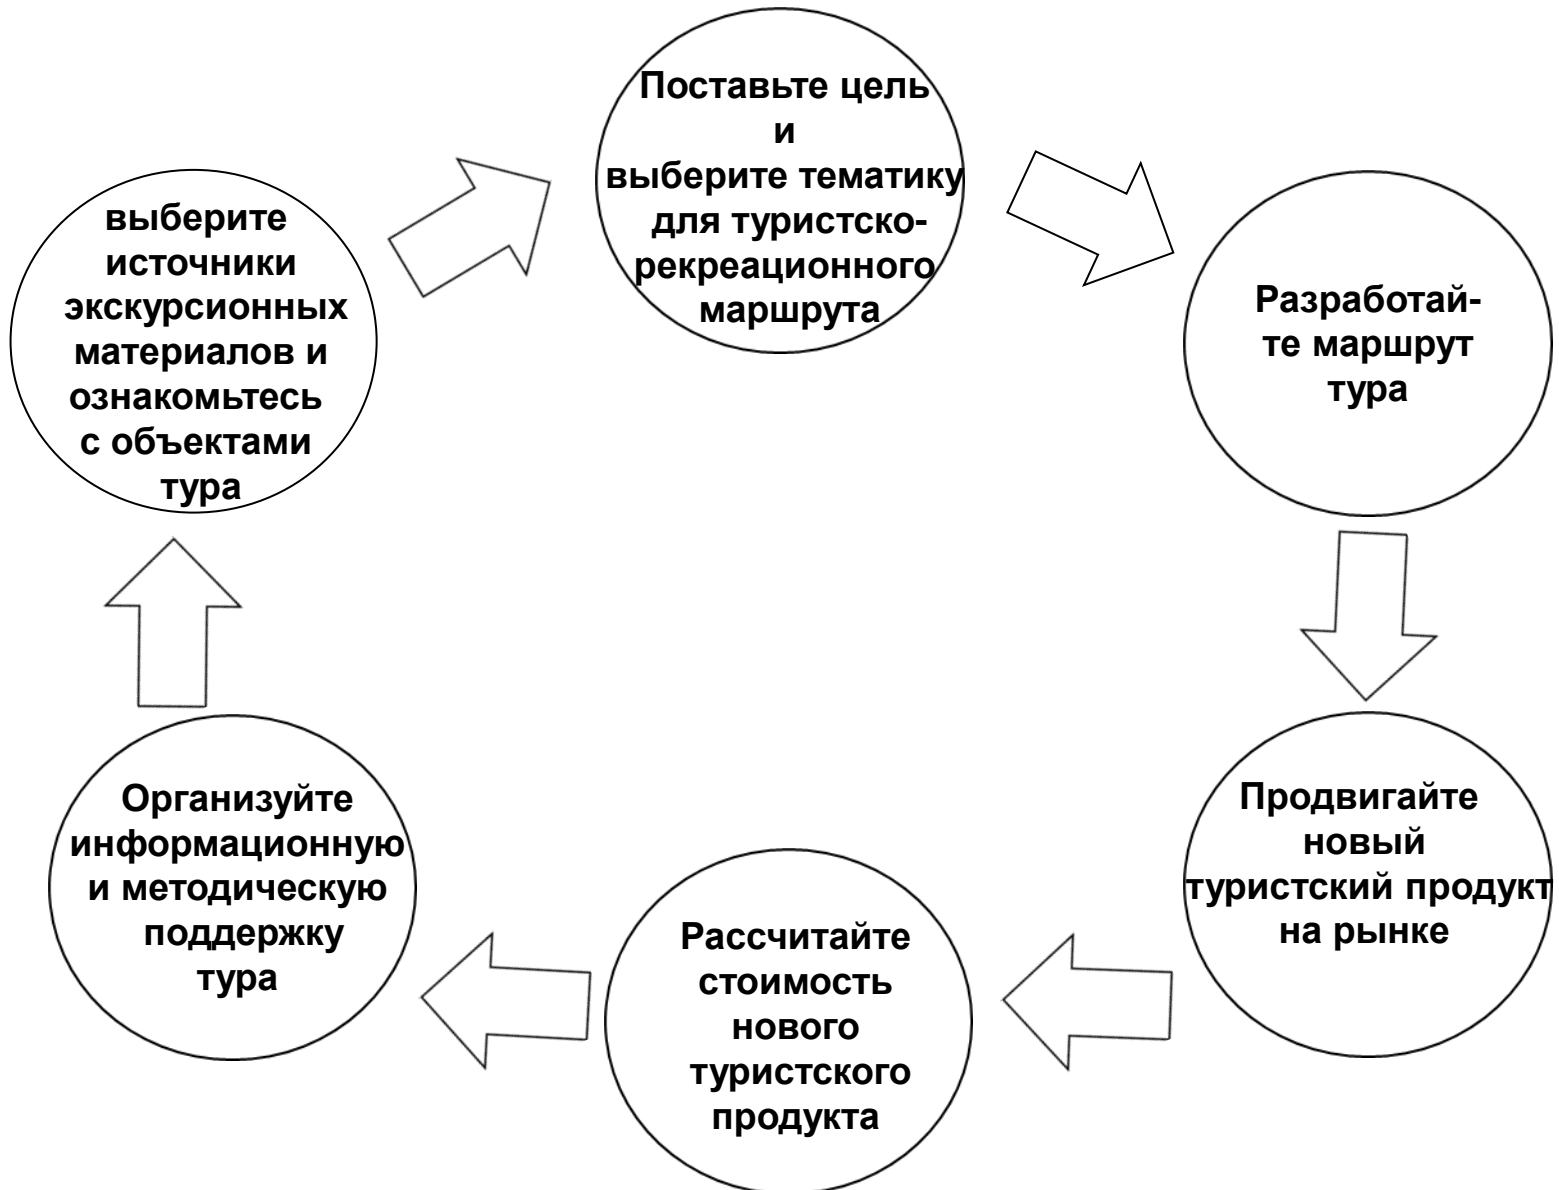 Поставьте цель
и
выберите тематику
для туристско-
рекреационного
маршрута
Разработай-
те маршрут
тура
Продвигайте
новый
туристский продукт
на рынке
Рассчитайте
стоимость
нового
туристского
продукта
Организуйте
информационную
и методическую
поддержку
тура
выберите
источники
экскурсионных
материалов и
ознакомьтесь
с объектами
тура